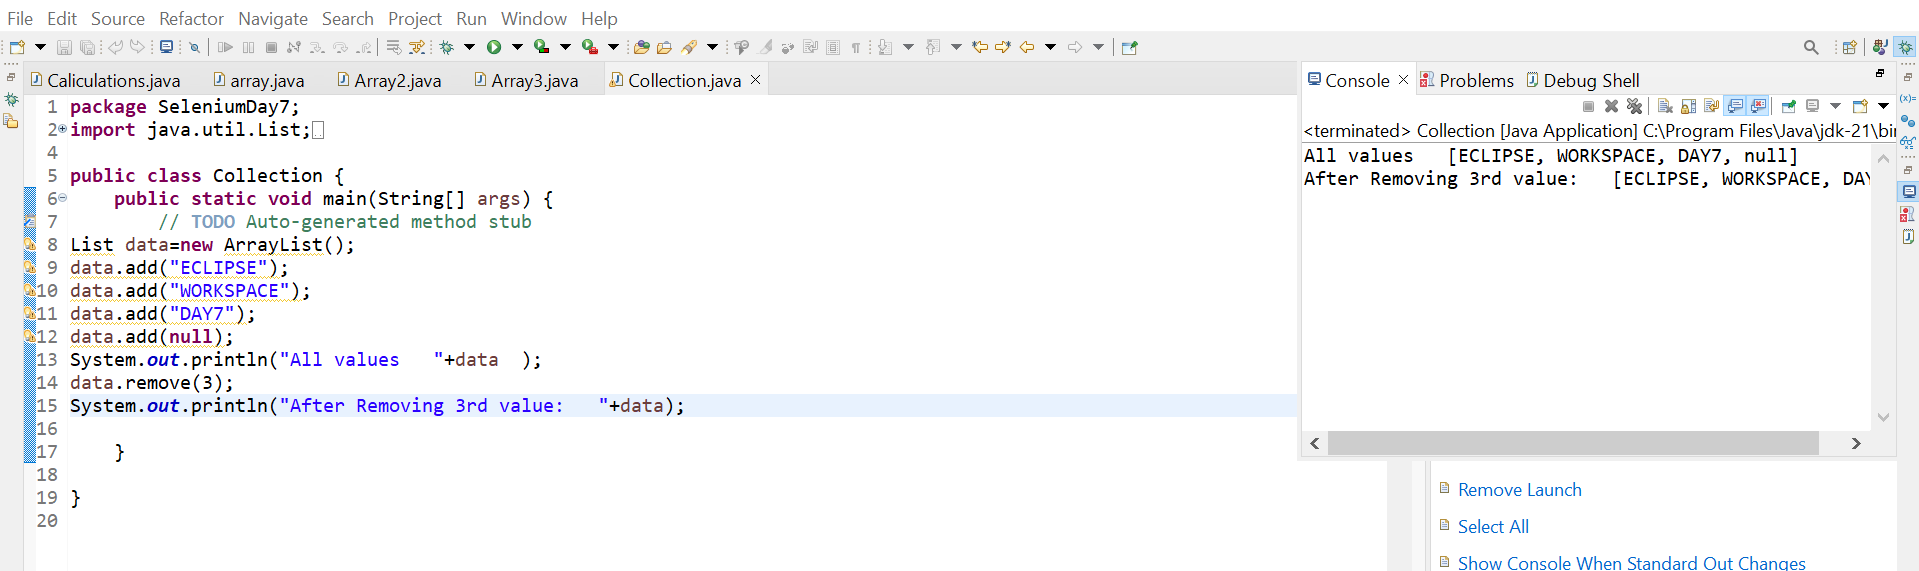 File Edit Source Refactor Navigate Search Project Run Window Help
Caliculations.java array.java Array2.java Array3.java Collection.java
1 package SeleniumDay7;
2 import java.util.List;
4
5 public class Collection {
6 public static void main(String[] args) {
7 // TODO Auto-generated method stub
8 List data=new ArrayList();
9 data.add("ECLIPSE");
10 data.add("WORKSPACE");
11 data.add("DAY7");
12 data.add(null);
13 System.out.println("All values   "+data  );
14 data.remove(3);
15 System.out.println("After Removing 3rd value:   "+data);
16
17 }
18
19 }
20
Console Problems Debug Shell
<terminated> Collection [Java Application] C:\Program Files\Java\jdk-21\bin
All values   [ECLIPSE, WORKSPACE, DAY7, null]
After Removing 3rd value:   [ECLIPSE, WORKSPACE, DAY
Remove Launch
Select All
Show Console When Standard Out Changes